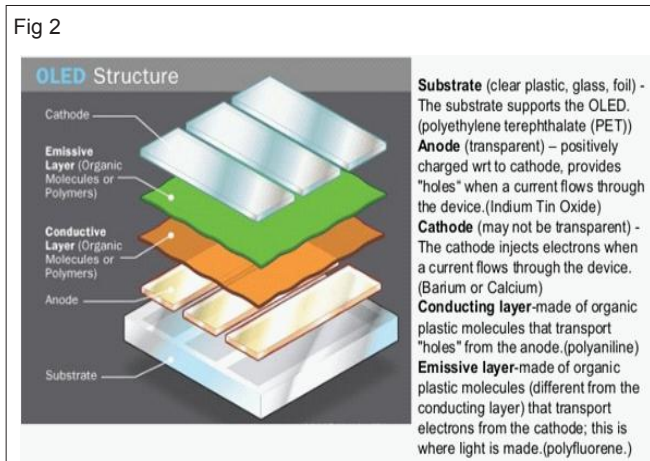 Fig 2
OLED Structure
Cathode
Emissive
Layer (Organic
Molecules or
Polymers)
Conductive
Layer (Organic
Molecules or
Polymers)
Anode
Substrate
Substrate (clear plastic, glass, foil) -
The substrate supports the OLED.
(polyethylene terephthalate (PET))
Anode (transparent) – positively
charged wrt to cathode, provides
"holes" when a current flows through
the device.(Indium Tin Oxide)
Cathode (may not be transparent) -
The cathode injects electrons when
a current flows through the device.
(Barium or Calcium)
Conducting layer-made of organic
plastic molecules that transport
"holes" from the anode.(polyaniline)
Emissive layer-made of organic
plastic molecules (different from the
conducting layer) that transport
electrons from the cathode; this is
where light is made.(polyfluorene.)